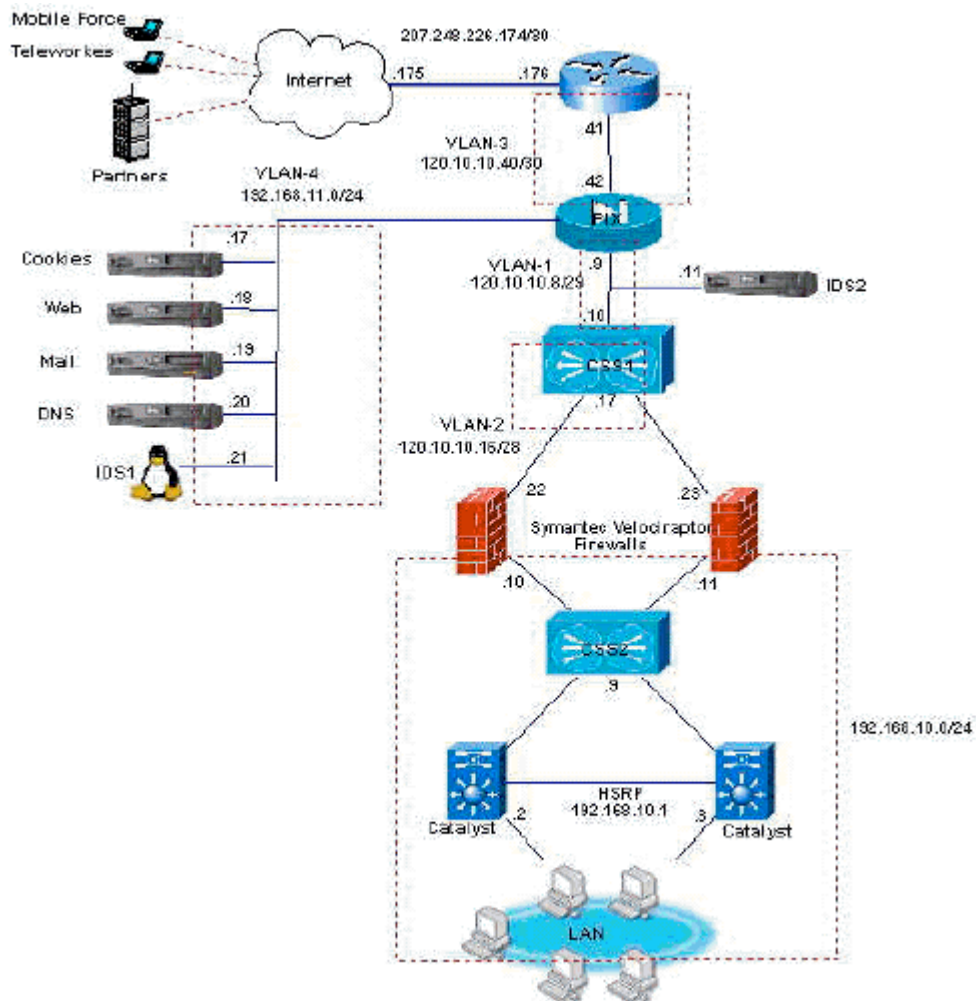 Mobile Force
Teleworkes
Partners
Internet
207.248.226.174/30
.175
.176
.41
VLAN-3
120.10.10.40/30
.42
VLAN-4
192.168.11.0/24
PIX
.17
Cookies
.18
Web
.19
Mail
.20
DNS
.21
IDS1
VLAN-1
120.10.10.8/29
.9
.11
IDS2
.10
CSS1
.17
VLAN-2
120.10.10.16/28
.22
.23
Symantec Velociraptor
Firewalls
.10
.11
CSS2
.9
192.168.10.0/24
HSRP
192.168.10.1
.2
.3
Catalyst
Catalyst
LAN